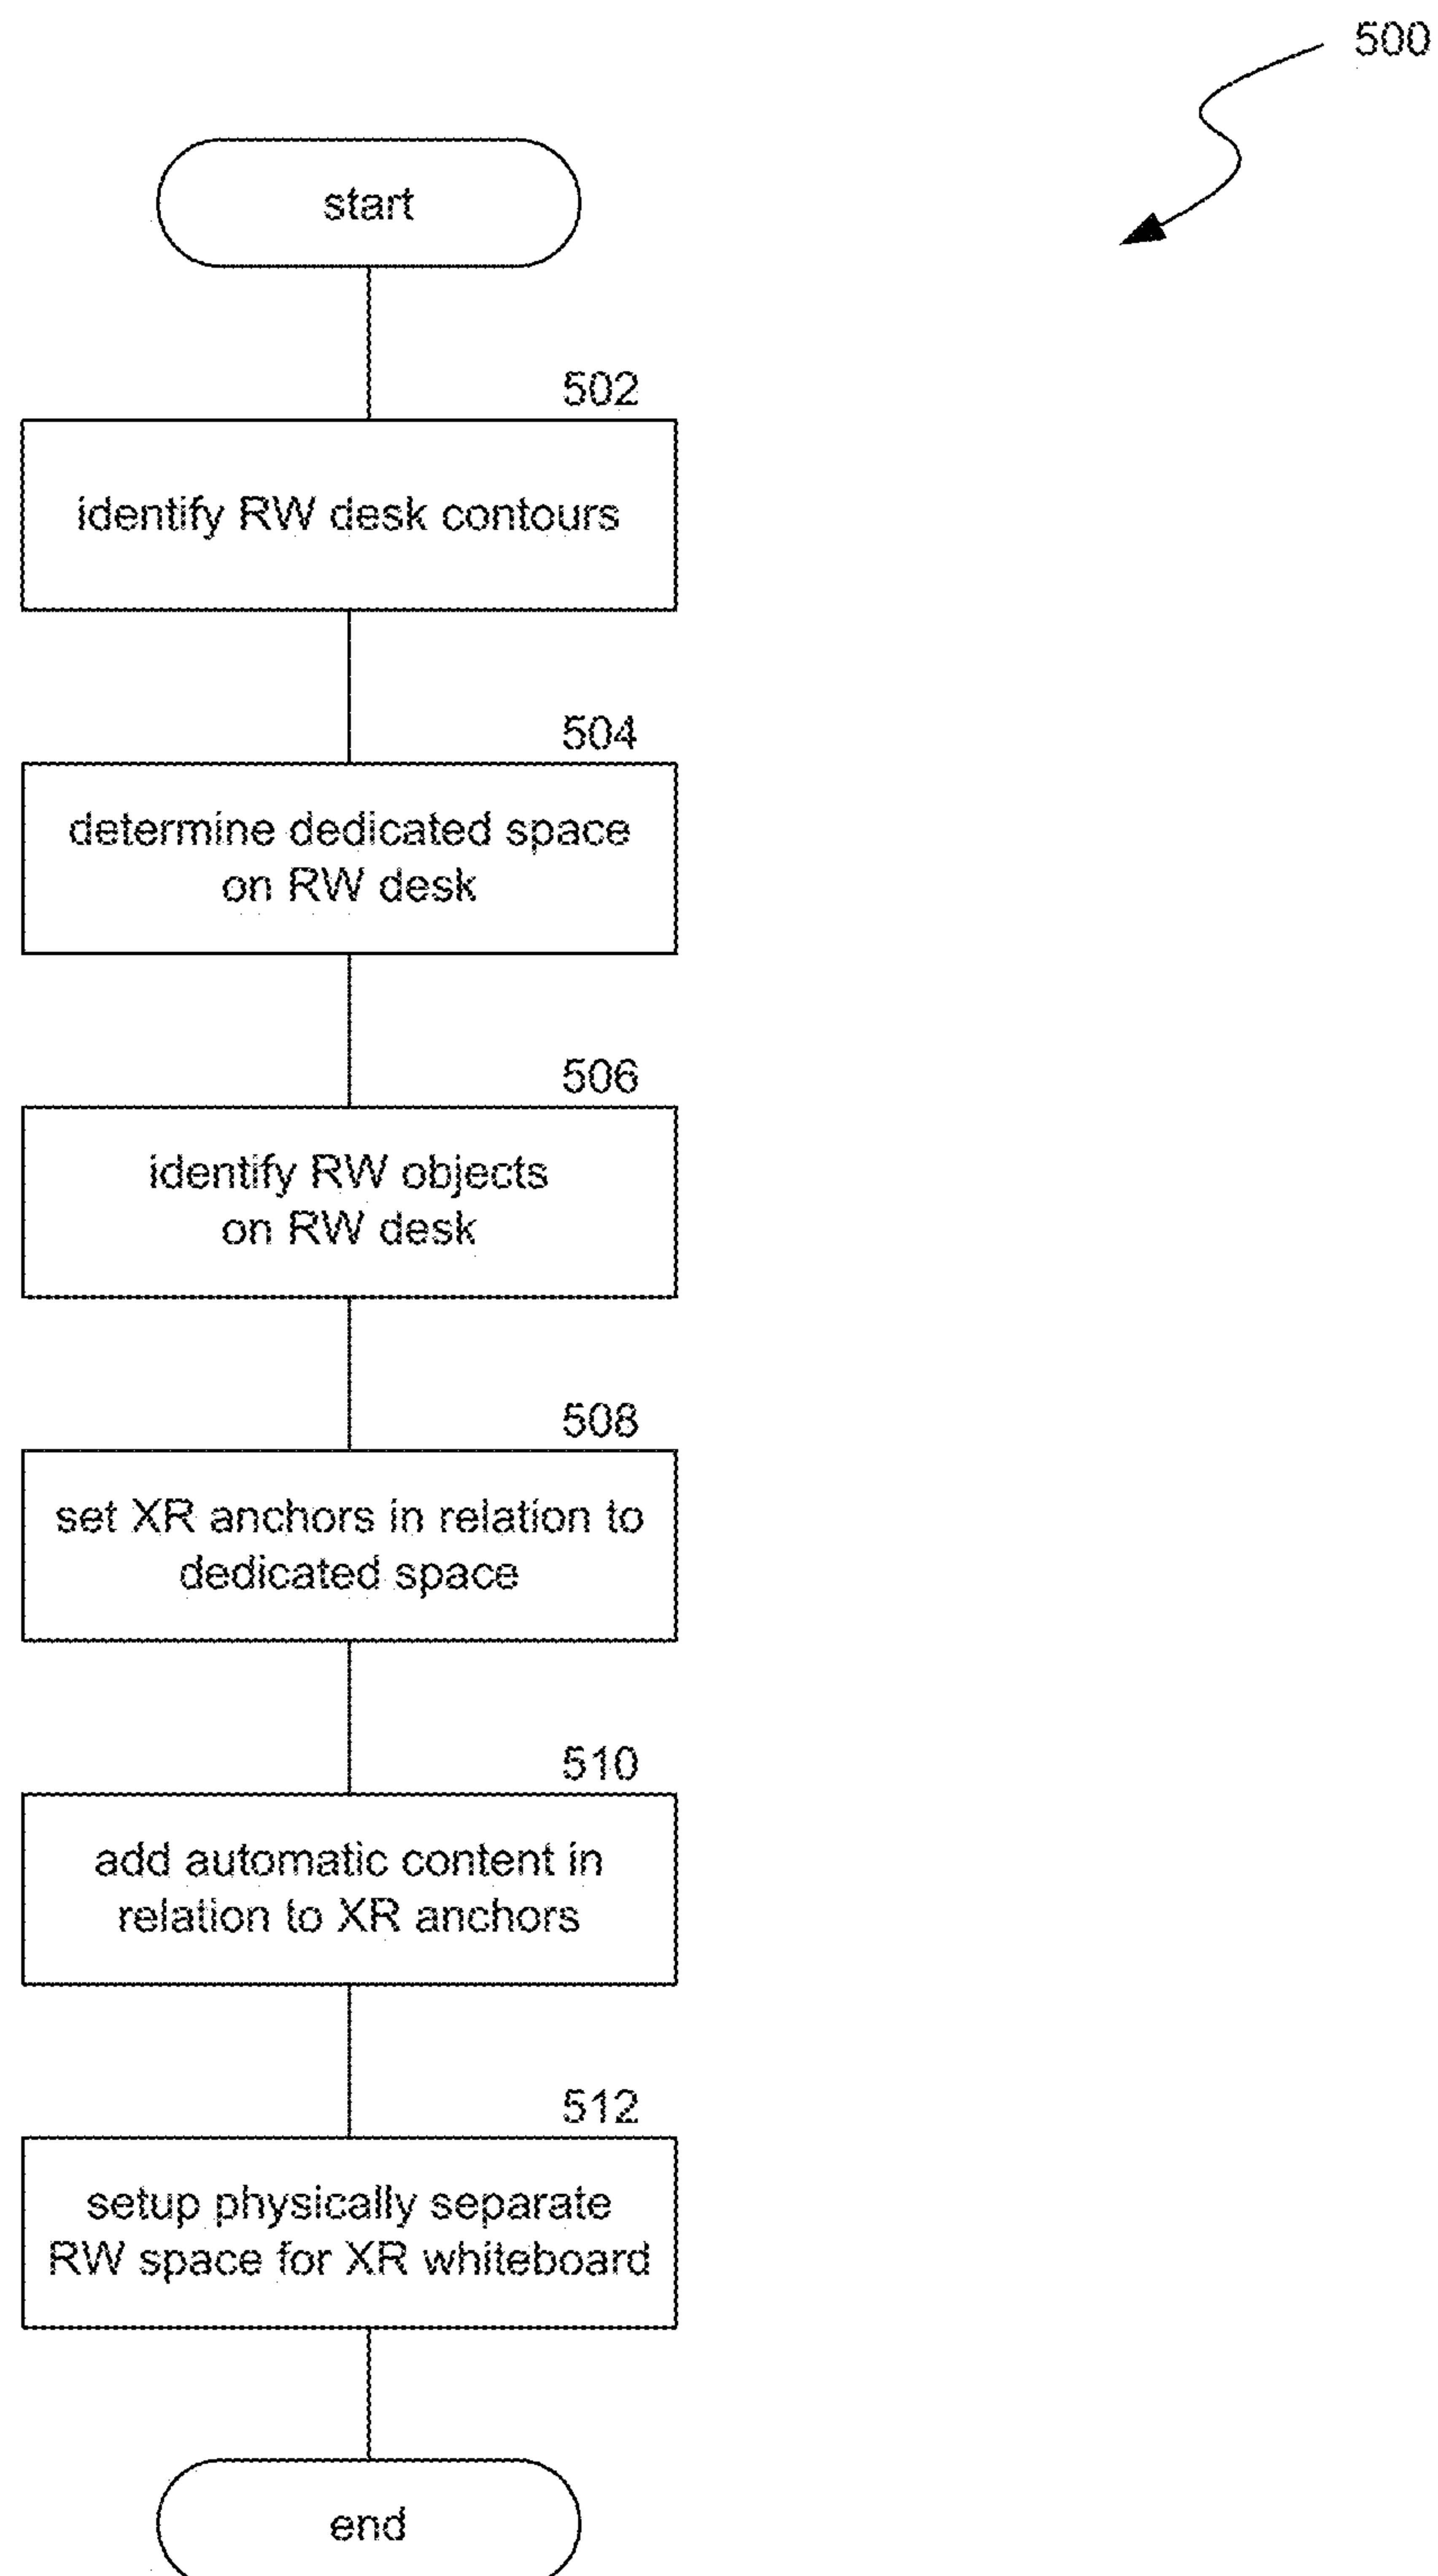 500
start
502
identify RW desk contours
504
determine dedicated space
on RW desk
506
identify RW objects
on RW desk
508
set XR anchors in relation to
dedicated space
510
add automatic content in
relation to XR anchors
512
setup physically separate
RW space for XR whiteboard
end